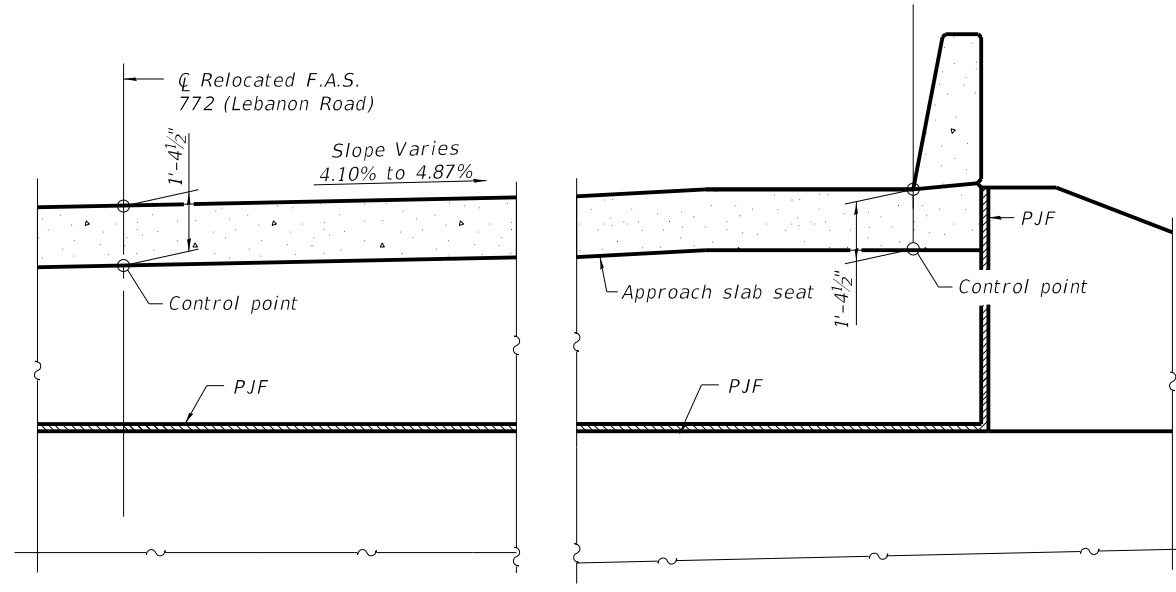 ℄ Relocated F.A.S.
772 (Lebanon Road)
1'-4½"
Slope Varies
4.10% to 4.87%
Control point
PJF
PJF
Approach slab seat
1'-4½"
Control point
PJF